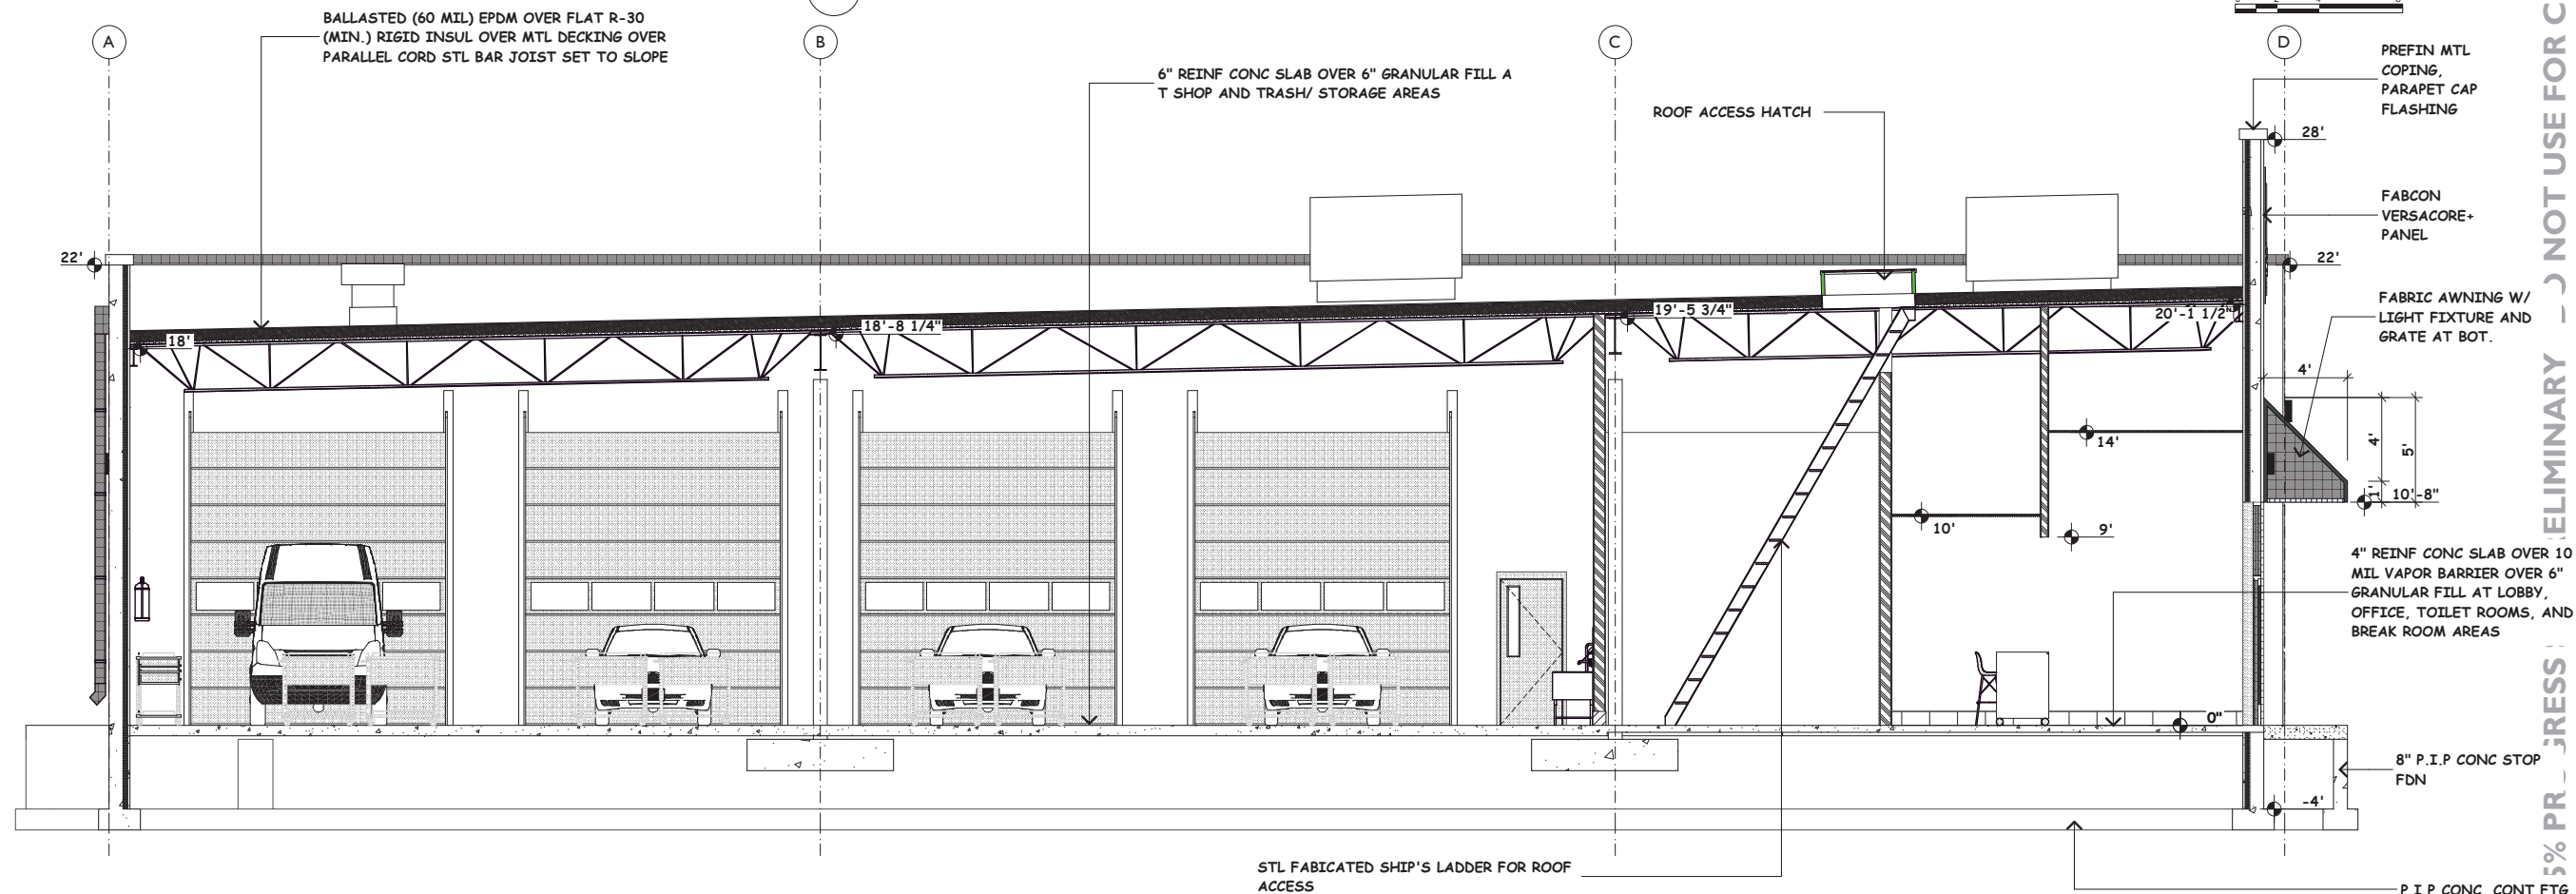 A
B
C
D
BALLASTED (60 MIL) EPDM OVER FLAT R-30
(MIN.) RIGID INSUL OVER MTL DECKING OVER
PARALLEL CORD STL BAR JOIST SET TO SLOPE
6" REINF CONC SLAB OVER 6" GRANULAR FILL A
T SHOP AND TRASH/ STORAGE AREAS
ROOF ACCESS HATCH
PREFIN MTL
COPING,
PARAPET CAP
FLASHING
28'
FABCON
VERSACORE+
PANEL
22'
22'
FABRIC AWNING W/
LIGHT FIXTURE AND
GRATE AT BOT.
18'
18'-8 1/4"
19'-5 3/4"
20'-1 1/2"
4'
14'
4'
5'
1'
10'-8"
10'
9'
4" REINF CONC SLAB OVER 10
MIL VAPOR BARRIER OVER 6"
GRANULAR FILL AT LOBBY,
OFFICE, TOILET ROOMS, AND
BREAK ROOM AREAS
0"
8" P.I.P CONC STOP
FDN
-4'
STL FABICATED SHIP'S LADDER FOR ROOF
ACCESS
P.I.P CONC. CONT FTG.
NOT USE FOR C